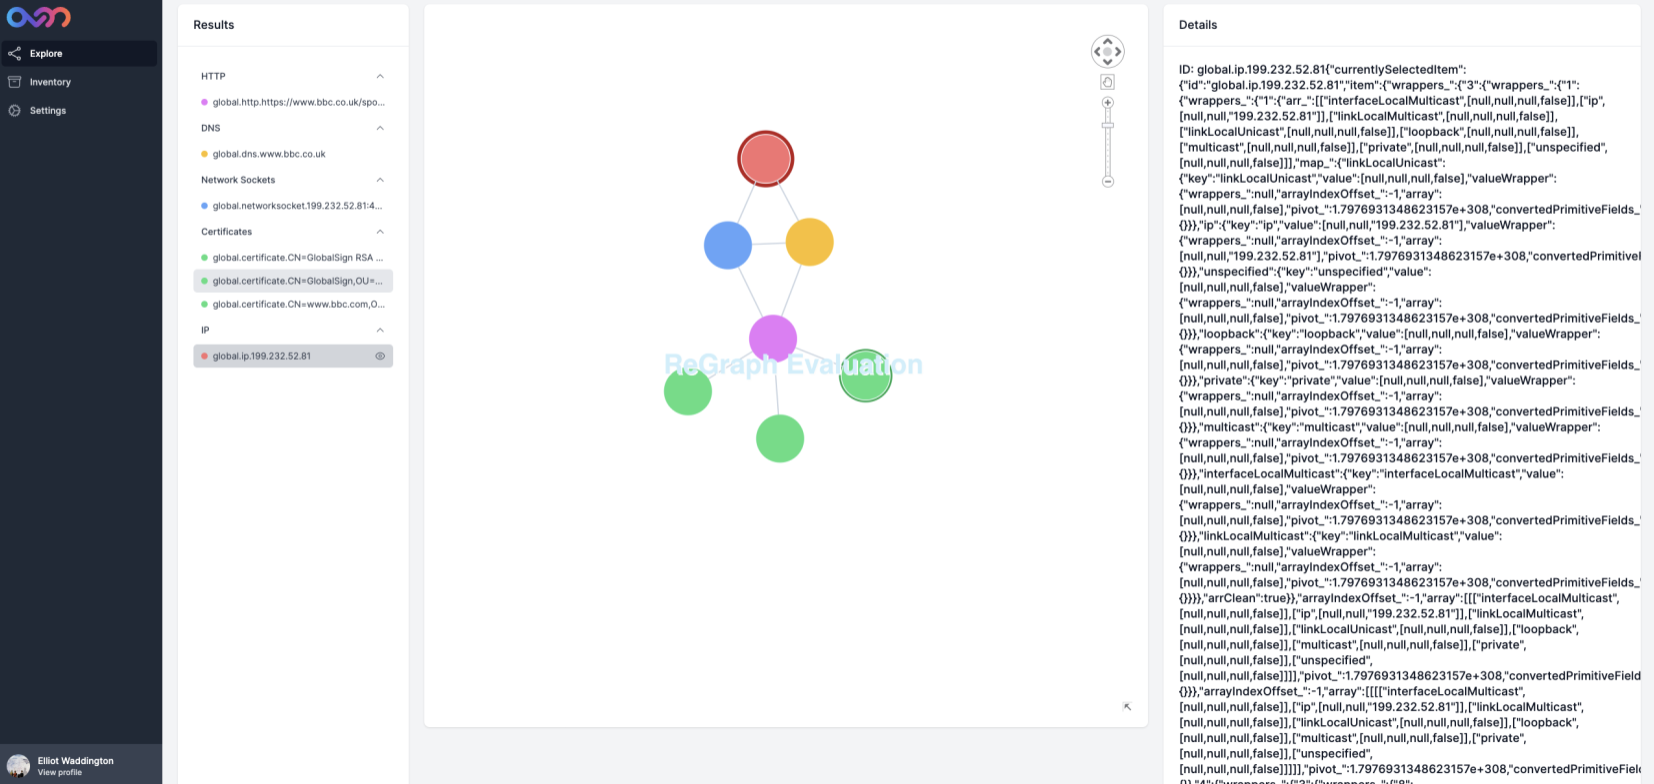 ovm
Explore
Inventory
Settings
Elliot Waddington
View profile
Results
HTTP
global.http.https://www.bbc.co.uk/spo...
DNS
global.dns.www.bbc.co.uk
Network Sockets
global.networksocket.199.232.52.81:4...
Certificates
global.certificate.CN=GlobalSign RSA ...
global.certificate.CN=GlobalSign,OU=...
global.certificate.CN=www.bbc.com,O...
IP
global.ip.199.232.52.81
ReGraph Evaluation
Details
ID: global.ip.199.232.52.81{"currentlySelectedItem":
{"id":"global.ip.199.232.52.81","item":{"wrappers_":{"3":{"wrappers_":{"1":
{"wrappers_":{"1":{"arr_":[["interfaceLocalMulticast",[null,null,null,false]],["ip",
[null,null,"199.232.52.81"]],["linkLocalMulticast",[null,null,null,false]],
["linkLocalUnicast",[null,null,null,false]],["loopback",[null,null,null,false]],
["multicast",[null,null,null,false]],["private",[null,null,null,false]],["unspecified",
[null,null,null,false]]],"map_":{"linkLocalUnicast":
{"key":"linkLocalUnicast","value":[null,null,null,false],"valueWrapper":
{"wrappers_":null,"arrayIndexOffset_":-1,"array":
[null,null,null,false],"pivot_":1.7976931348623157e+308,"convertedPrimitiveFields_"
{}}},"ip":{"key":"ip","value":[null,null,"199.232.52.81"],"valueWrapper":
{"wrappers_":null,"arrayIndexOffset_":-1,"array":
[null,null,"199.232.52.81"],"pivot_":1.7976931348623157e+308,"convertedPrimitiveF
{}}},"unspecified":{"key":"unspecified","value":
[null,null,null,false],"valueWrapper":
{"wrappers_":null,"arrayIndexOffset_":-1,"array":
[null,null,null,false],"pivot_":1.7976931348623157e+308,"convertedPrimitiveFields_"
{}}},"loopback":{"key":"loopback","value":[null,null,null,false],"valueWrapper":
{"wrappers_":null,"arrayIndexOffset_":-1,"array":
[null,null,null,false],"pivot_":1.7976931348623157e+308,"convertedPrimitiveFields_"
{}}},"private":{"key":"private","value":[null,null,null,false],"valueWrapper":
{"wrappers_":null,"arrayIndexOffset_":-1,"array":
[null,null,null,false],"pivot_":1.7976931348623157e+308,"convertedPrimitiveFields_"
{}}},"multicast":{"key":"multicast","value":[null,null,null,false],"valueWrapper":
{"wrappers_":null,"arrayIndexOffset_":-1,"array":
[null,null,null,false],"pivot_":1.7976931348623157e+308,"convertedPrimitiveFields_"
{}}},"interfaceLocalMulticast":{"key":"interfaceLocalMulticast","value":
[null,null,null,false],"valueWrapper":
{"wrappers_":null,"arrayIndexOffset_":-1,"array":
[null,null,null,false],"pivot_":1.7976931348623157e+308,"convertedPrimitiveFields_"
{}}},"linkLocalMulticast":{"key":"linkLocalMulticast","value":
[null,null,null,false],"valueWrapper":
{"wrappers_":null,"arrayIndexOffset_":-1,"array":
[null,null,null,false],"pivot_":1.7976931348623157e+308,"convertedPrimitiveFields_"
{}}}},"arrClean":true}},"arrayIndexOffset_":-1,"array":[[["interfaceLocalMulticast",
[null,null,null,false]],["ip",[null,null,"199.232.52.81"]],["linkLocalMulticast",
[null,null,null,false]],["linkLocalUnicast",[null,null,null,false]],["loopback",
[null,null,null,false]],["multicast",[null,null,null,false]],["private",
[null,null,null,false]],["unspecified",
[null,null,null,false]]]],"pivot_":1.7976931348623157e+308,"convertedPrimitiveField
{}}},"arrayIndexOffset_":-1,"array":[[[["interfaceLocalMulticast",
[null,null,null,false]],["ip",[null,null,"199.232.52.81"]],["linkLocalMulticast",
[null,null,null,false]],["linkLocalUnicast",[null,null,null,false]],["loopback",
[null,null,null,false]],["multicast",[null,null,null,false]],["private",
[null,null,null,false]],["unspecified",
[null,null,null,false]]]]],"pivot_":1.7976931348623157e+308,"convertedPrimitiveField